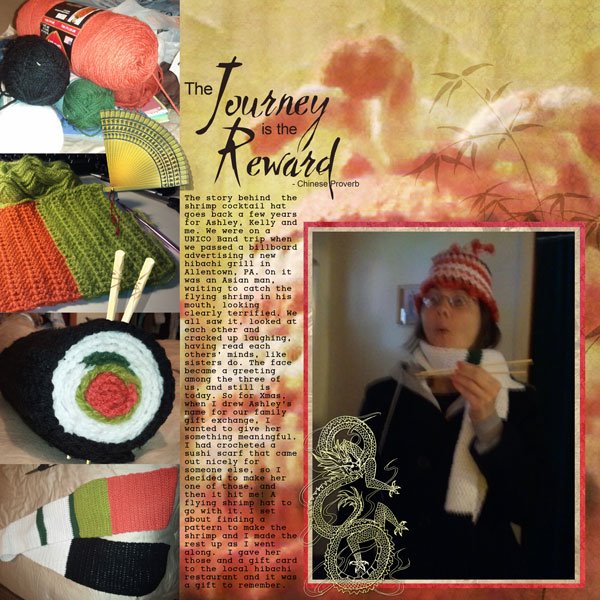 The
Journey
is the
Reward
- Chinese Proverb
The story behind the
shrimp cocktail hat
goes back a few years
for Ashley, Kelly and
me. We were on a
UNICO Band trip when
we passed a billboard
advertising a new
hibachi grill in
Allentown, PA. On it
was an Asian man,
waiting to catch the
flying shrimp in his
mouth, looking
clearly terrified. We
all saw it, looked at
each other and
cracked up laughing,
having read each
others' minds, like
sisters do. The face
became a greeting
among the three of
us, and still is
today. So for Xmas,
when I drew Ashley's
name for our family
gift exchange, I
wanted to give her
something meaningful.
I had crocheted a
sushi scarf that came
out nicely for
someone else, so I
decided to make her
one of those, and
then it hit me! A
flying shrimp hat to
go with it. I set
about finding a
pattern to make the
shrimp and I made the
rest up as I went
along. I gave her
those and a gift card
to the local hibachi
restaurant and it was
a gift to remember.